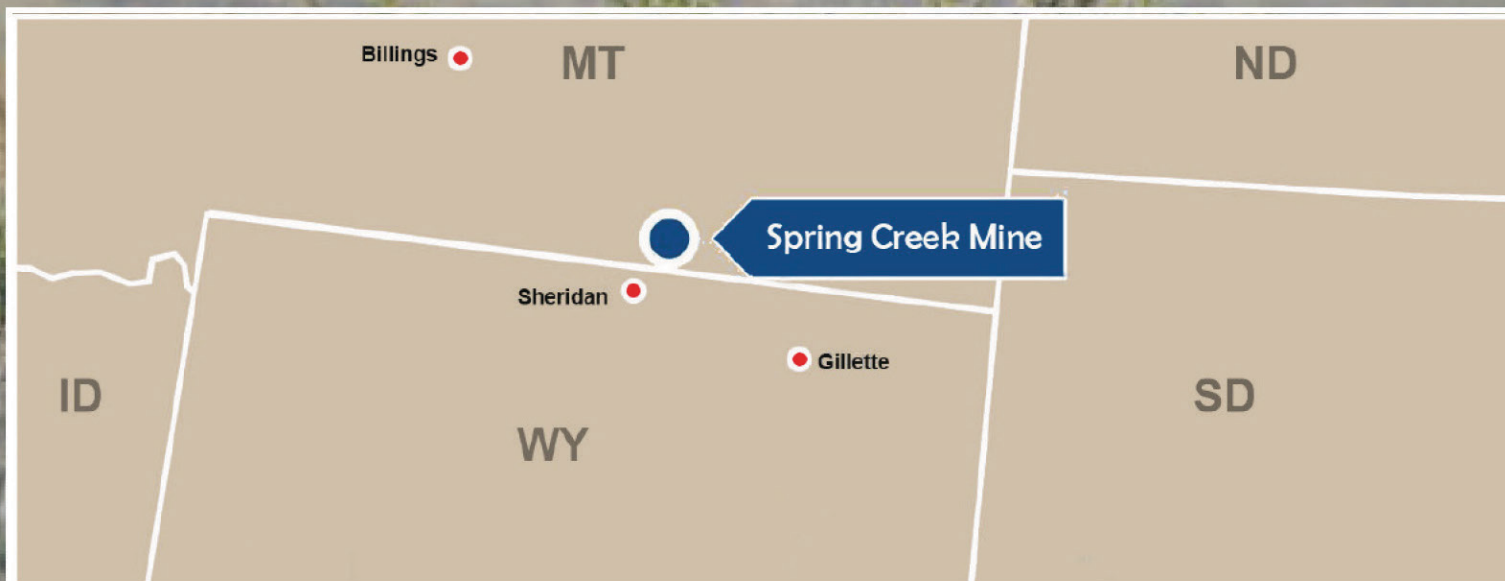 Billings
MT
ND
Spring Creek Mine
Sheridan
Gillette
ID
WY
SD